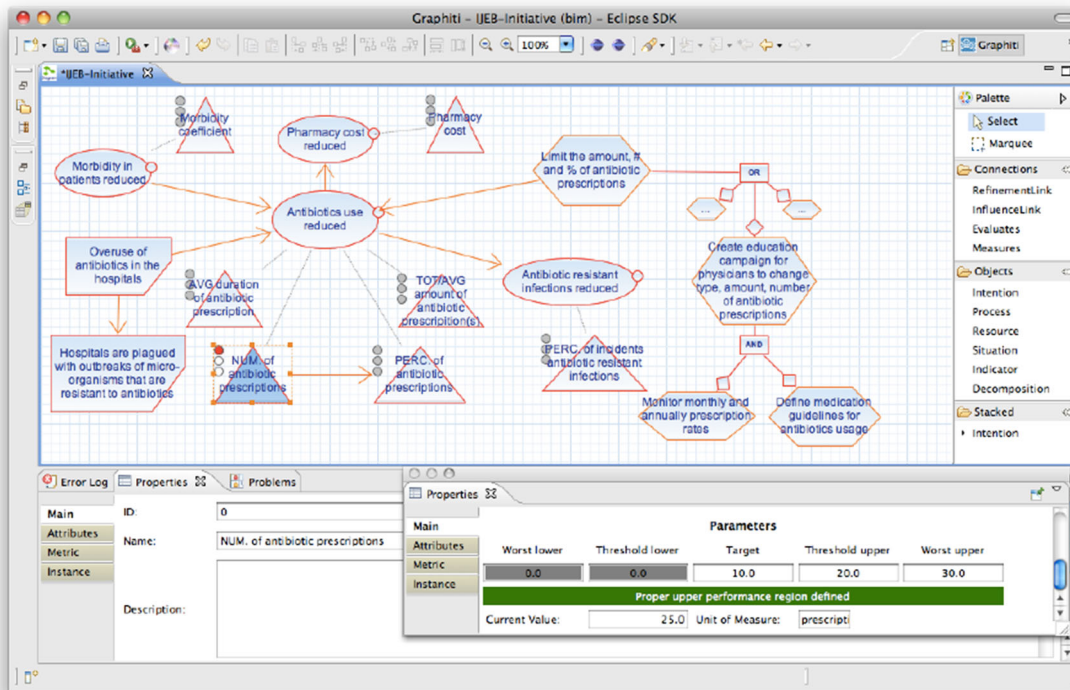 Graphiti – IJEB-Initiative (bim) – Eclipse SDK
100%
Graphiti
*IJEB-Initiative
Morbidity
coefficient
Pharmacy cost
reduced
Pharmacy
cost
Morbidity in
patients reduced
Limit the amount, #
and % of antibiotic
prescriptions
OR
...
...
Antibiotics use
reduced
Overuse of
antibiotics in the
hospitals
AVG duration
of antibiotic
prescription
TOT/AVG
amount of
antibiotic
prescripition(s)
Antibiotic resistant
infections reduced
Create education
campaign for
physicians to change
type, amount, number
of antibiotic
prescriptions
Hospitals are plagued
with outbreaks of micro-
organisms that are
resistant to antibiotics
NUM. of
antibiotic
prescriptions
PERC. of
antibiotic
prescriptions
PERC. of incidents
antibiotic resistant
infections
AND
Monitor monthly and
annually prescription
rates
Define medication
guidelines for
antibiotics usage
Palette
Select
Marquee
Connections
RefinementLink
InfluenceLink
Evaluates
Measures
Objects
Intention
Process
Resource
Situation
Indicator
Decomposition
Stacked
Intention
Error Log
Properties
Problems
Main
Attributes
Metric
Instance
ID:
0
Name:
NUM. of antibiotic prescriptions
Description:
Properties
Main
Attributes
Metric
Instance
Parameters
Worst lower Threshold lower Target Threshold upper Worst upper
0.0 0.0 10.0 20.0 30.0
Proper upper performance region defined
Current Value: 25.0 Unit of Measure: prescripti